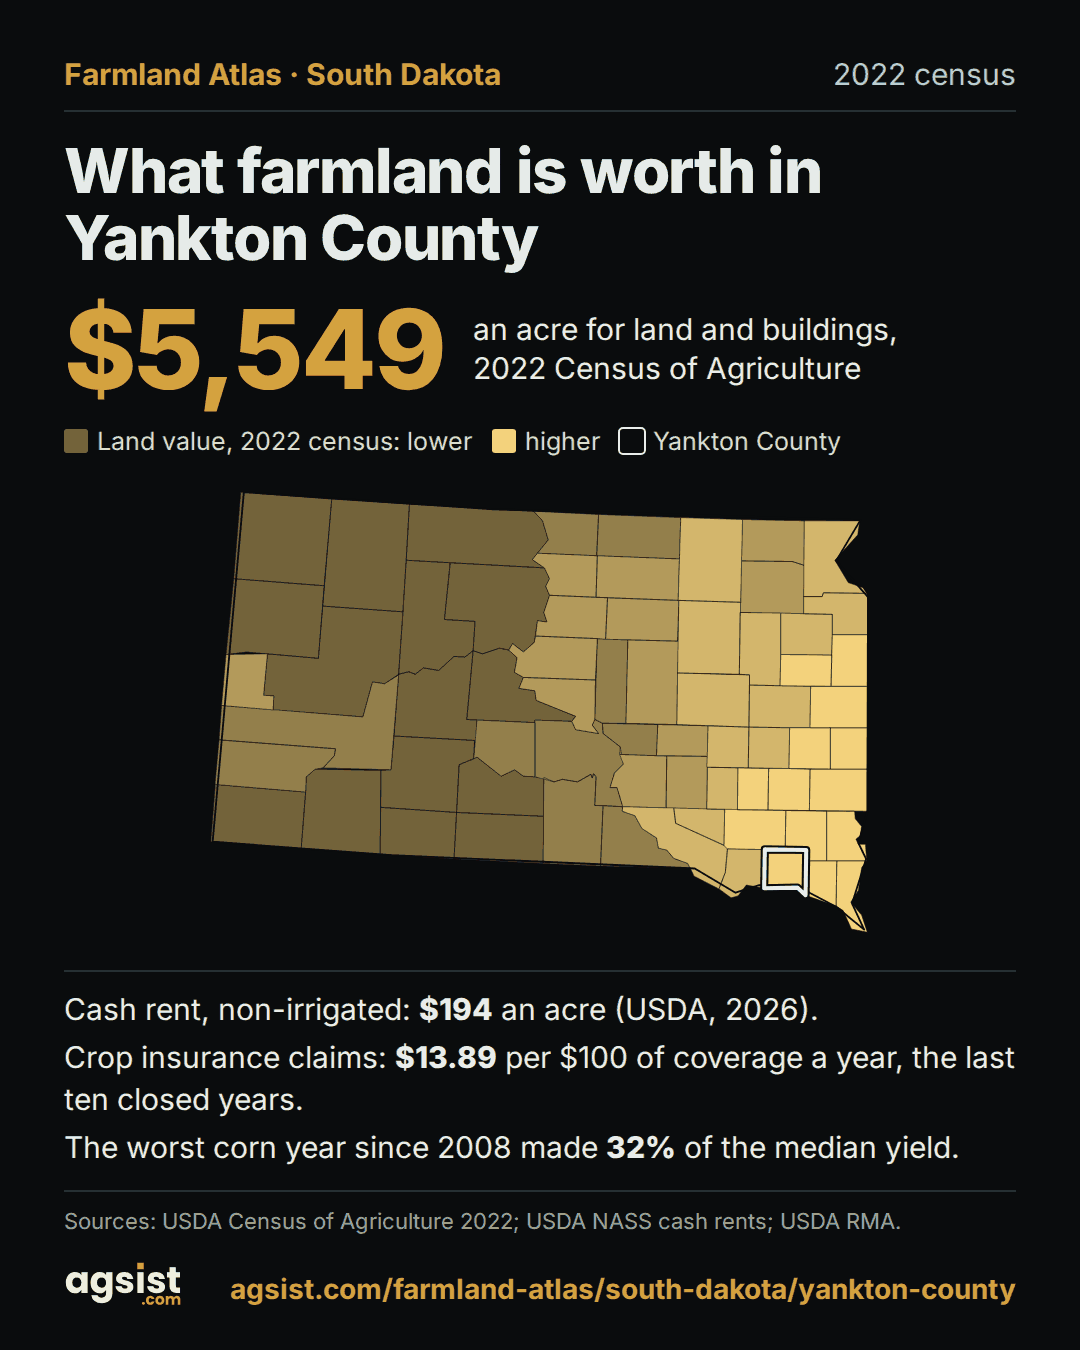 Farmland Atlas · South Dakota
2022 census
What farmland is worth in
Yankton County
$5,549
an acre for land and buildings,
2022 Census of Agriculture
Land value, 2022 census: lower
higher
Yankton County
Cash rent, non-irrigated: $194 an acre (USDA, 2026).
Crop insurance claims: $13.89 per $100 of coverage a year, the last
ten closed years.
The worst corn year since 2008 made 32% of the median yield.
Sources: USDA Census of Agriculture 2022; USDA NASS cash rents; USDA RMA.
agsist
.com
agsist.com/farmland-atlas/south-dakota/yankton-county